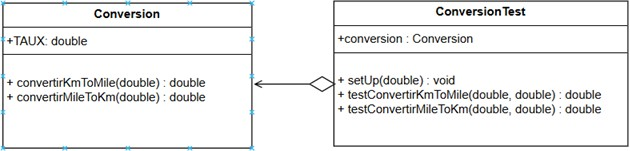 Conversion
+TAUX: double
+ convertirKmToMile(double) : double
+ convertirMileToKm(double) : double
ConversionTest
+conversion : Conversion
+ setUp(double) : void
+ testConvertirKmToMile(double, double) : double
+ testConvertirMileToKm(double, double) : double